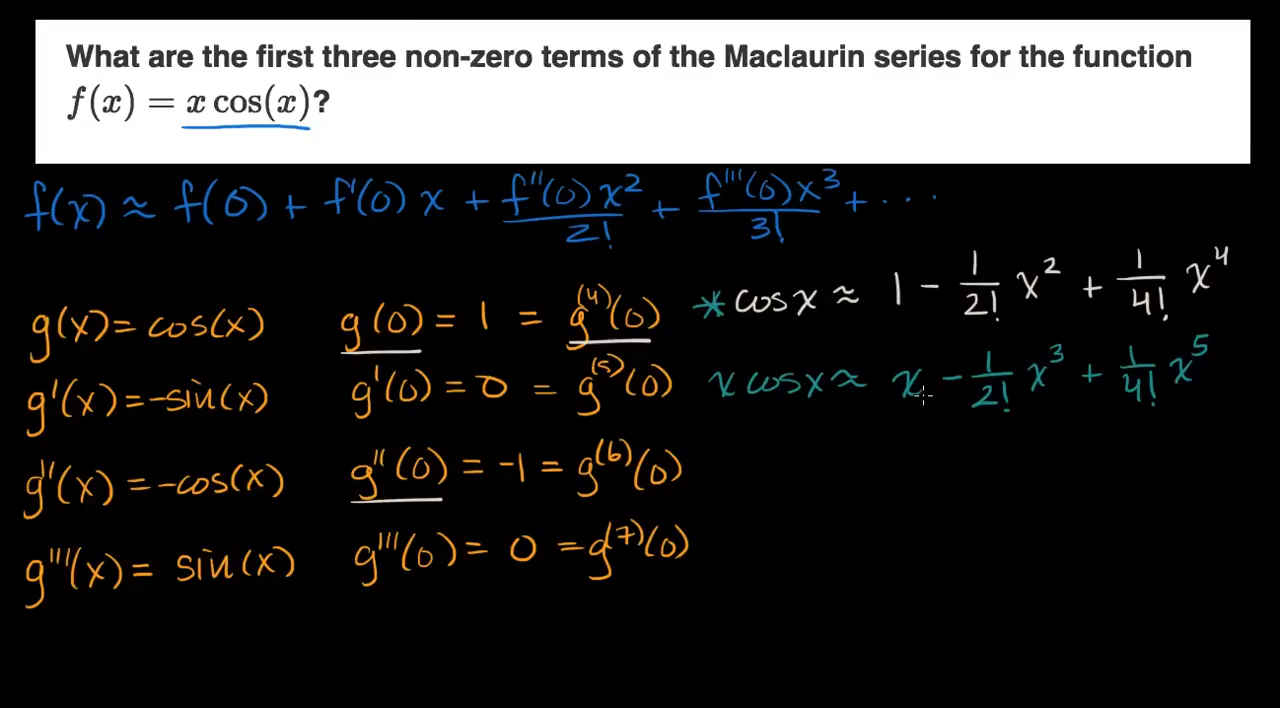 What are the first three non-zero terms of the Maclaurin series for the function
f(x) = x cos(x)?
f(x) ≈ f(0) + f'(0) x + f''(0)x²/2! + f'''(0)x³/3! + ...
g(x) = cos(x)
g'(x) = -sin(x)
g''(x) = -cos(x)
g'''(x) = sin(x)
g(0) = 1 = g⁽⁴⁾(0)
g'(0) = 0 = g⁽⁵⁾(0)
g''(0) = -1 = g⁽⁶⁾(0)
g'''(0) = 0 = g⁽⁷⁾(0)
* cos x ≈ 1 - 1/2! x² + 1/4! x⁴
x cos x ≈ x - 1/2! x³ + 1/4! x⁵